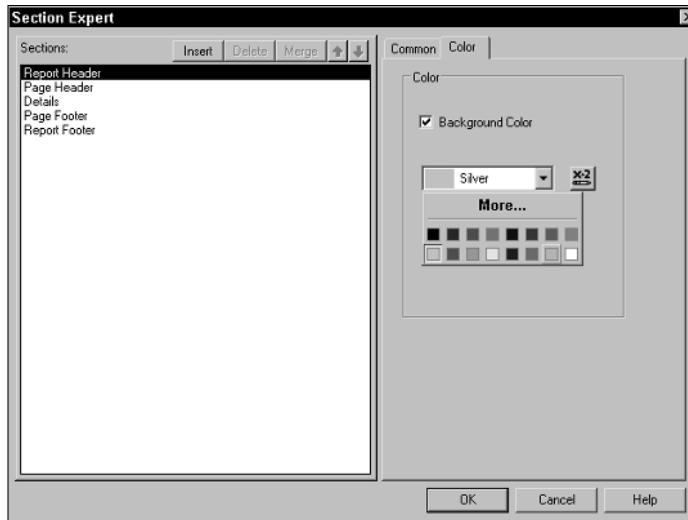 Section Expert
Sections:
Insert
Delete
Merge
Report Header
Page Header
Details
Page Footer
Report Footer
Common
Color
Color
Background Color
Silver
X-2
More...
OK
Cancel
Help